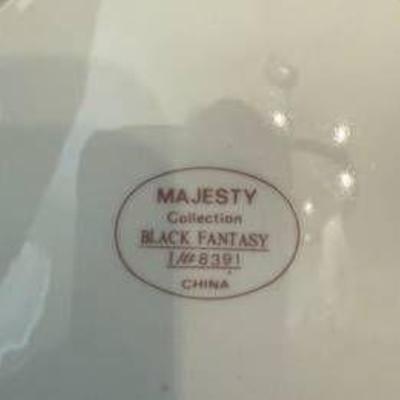 MAJESTY
Collection
BLACK FANTASY
I/# 8391
CHINA